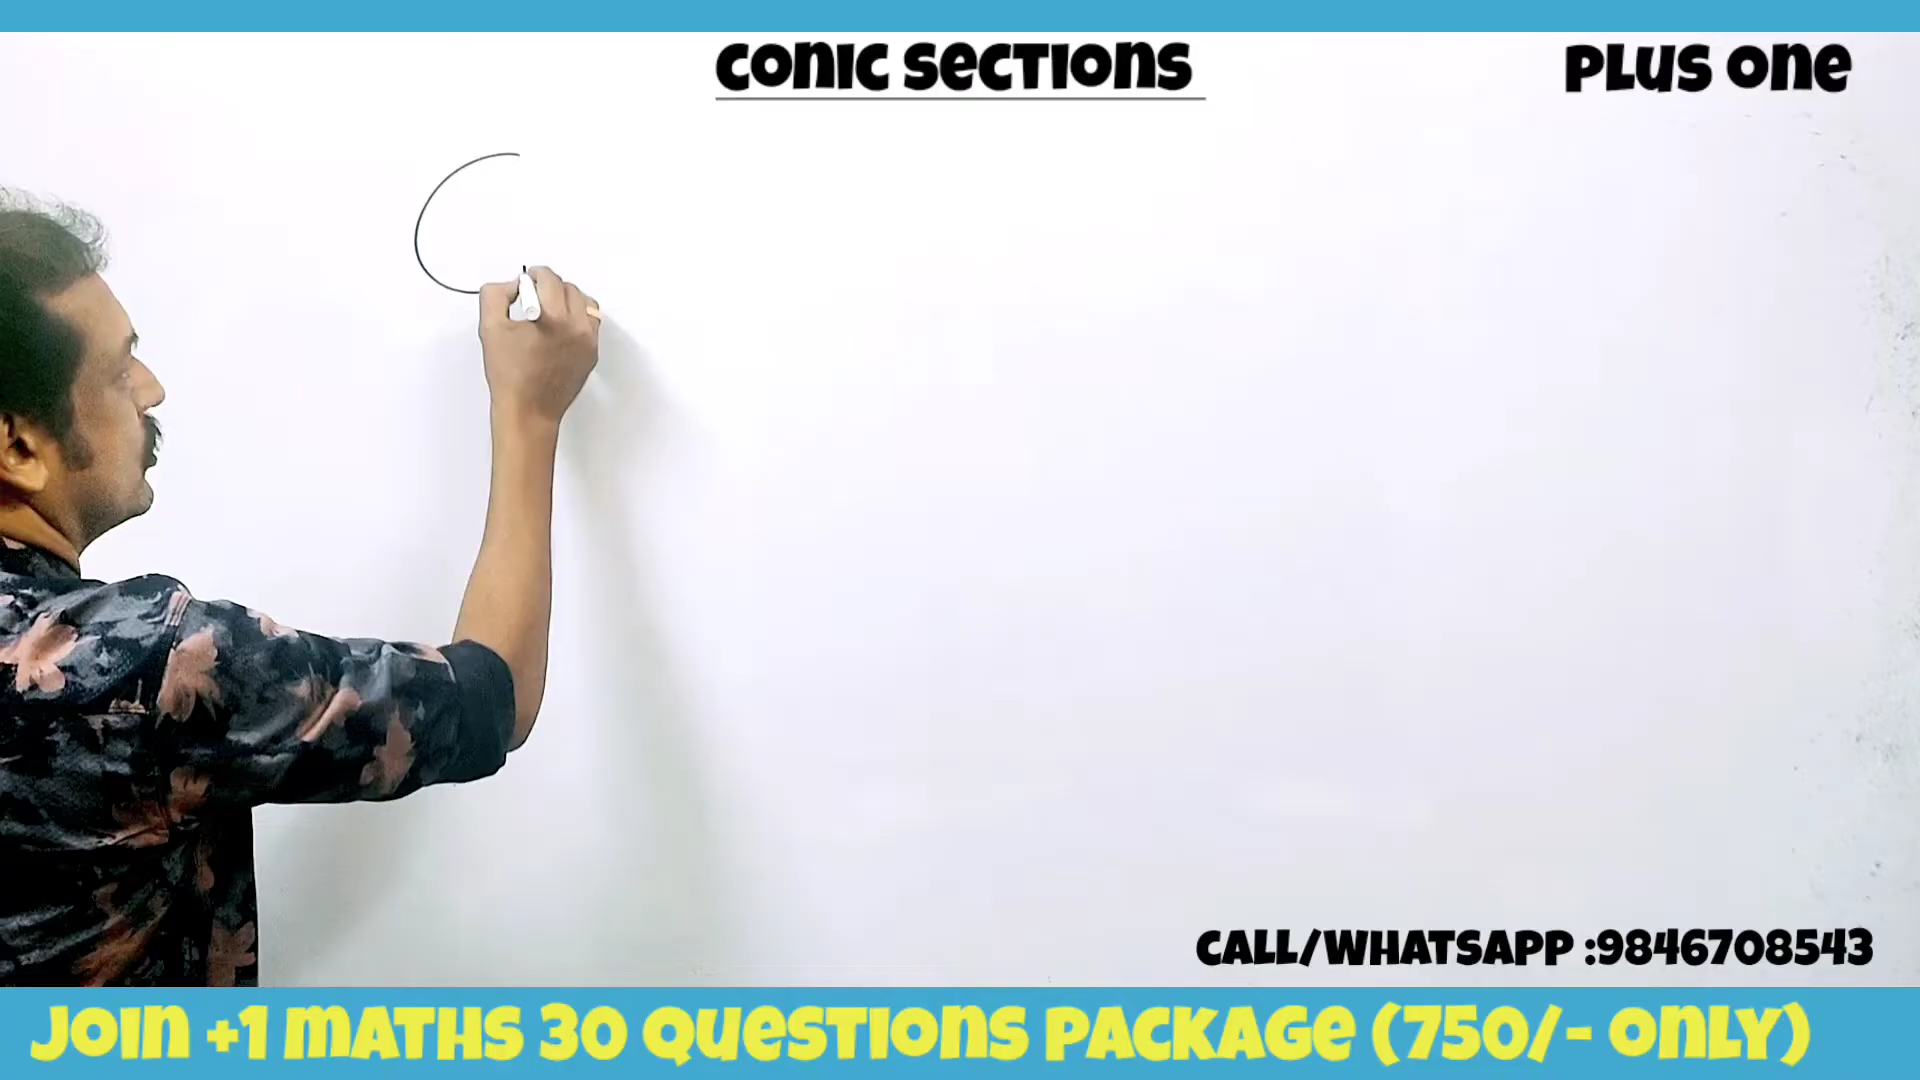 CONIC SECTIONS
PLUS ONE
CALL/WHATSAPP :9846708543
JOIN +1 MATHS 30 QUESTIONS PACKAGE (750/- ONLY)